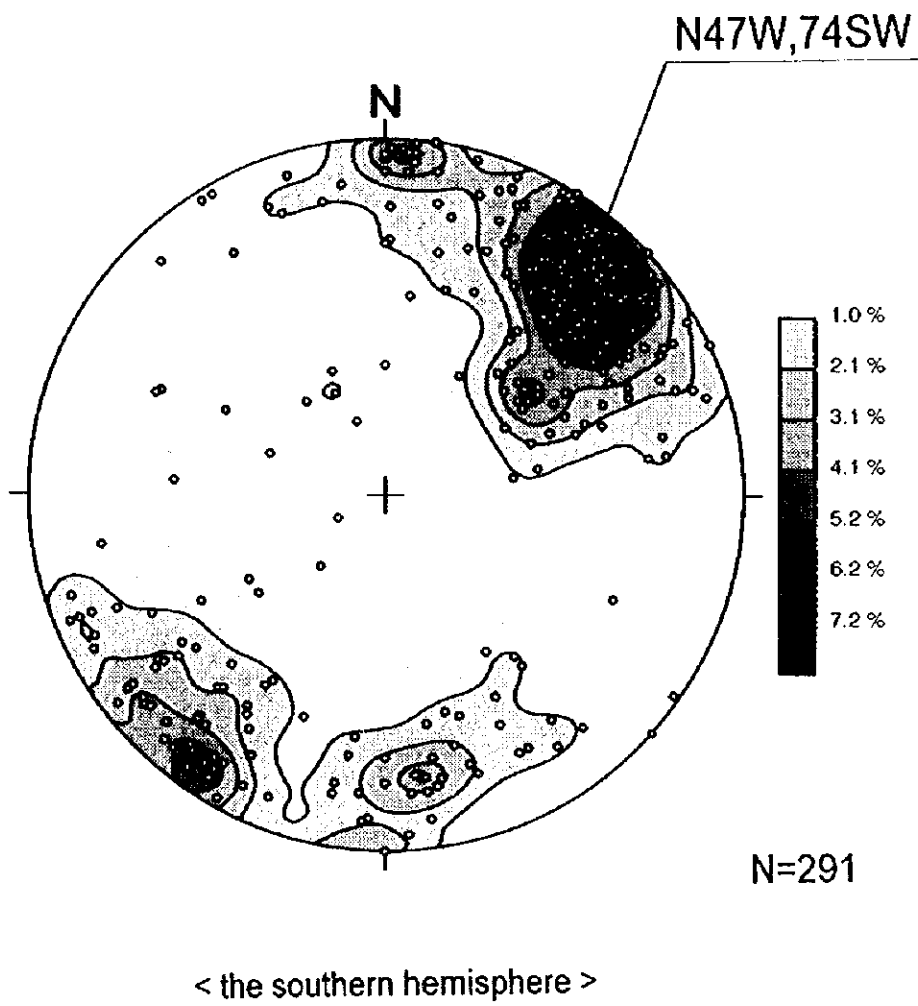 N47W,74SW
N
1.0 %
2.1 %
3.1 %
4.1 %
5.2 %
6.2 %
7.2 %
N=291
< the southern hemisphere >